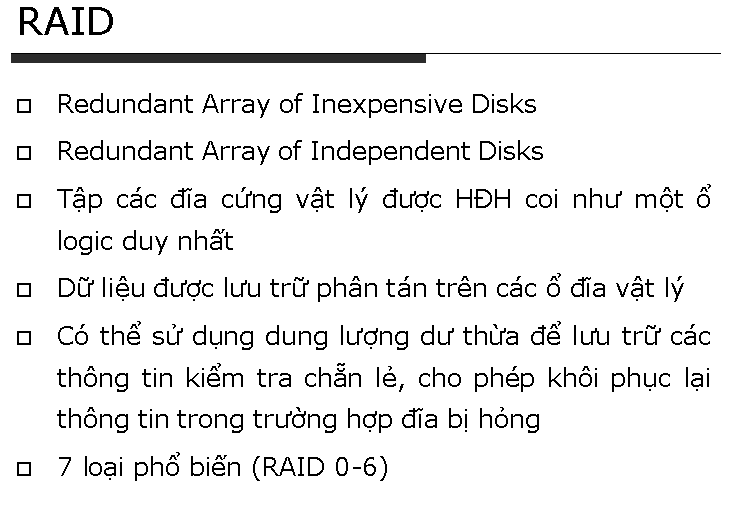 RAID
Redundant Array of Inexpensive Disks
Redundant Array of Independent Disks
Tập các đĩa cứng vật lý được HĐH coi như một ổ
logic duy nhất
Dữ liệu được lưu trữ phân tán trên các ổ đĩa vật lý
Có thể sử dụng dung lượng dư thừa để lưu trữ các
thông tin kiểm tra chẵn lẻ, cho phép khôi phục lại
thông tin trong trường hợp đĩa bị hỏng
7 loại phổ biến (RAID 0-6)